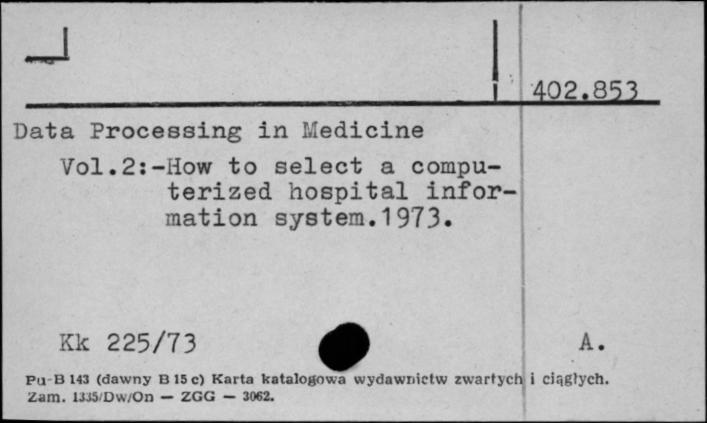 402.853
Data Processing in Medicine
Vol.2:-How to select a compu-
terized hospital infor-
mation system.1973.
Kk 225/73 A.
Pu-B 143 (dawny B 15 c) Karta katalogowa wydawnictw zwartych i ciągłych.
Zam. 1335/Dw/On — ZGG — 3062.